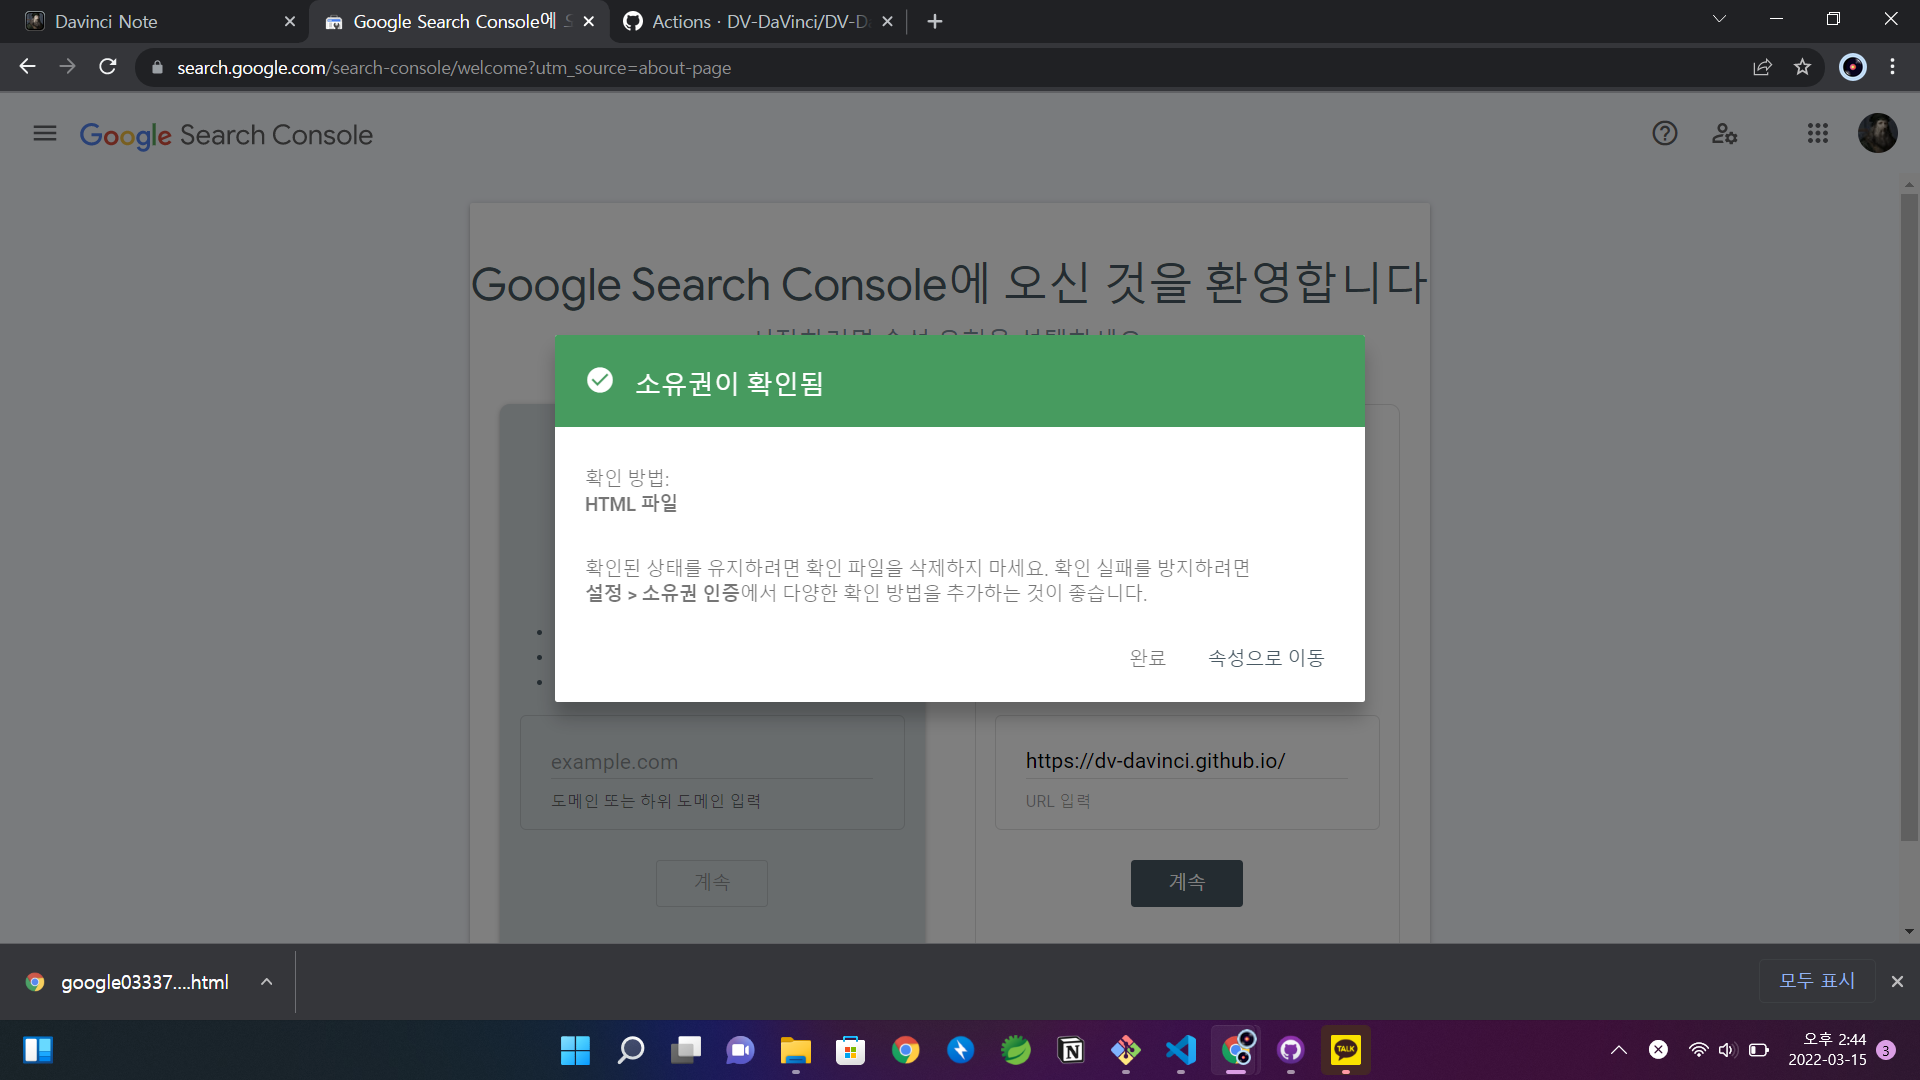 Davinci Note
Google Search Console에
Actions · DV-DaVinci/DV-D
search.google.com/search-console/welcome?utm_source=about-page
Google Search Console
Google Search Console에 오신 것을 환영합니다
소유권이 확인됨
확인 방법:
HTML 파일
확인된 상태를 유지하려면 확인 파일을 삭제하지 마세요. 확인 실패를 방지하려면
설정 > 소유권 인증에서 다양한 확인 방법을 추가하는 것이 좋습니다.
완료 속성으로 이동
example.com
도메인 또는 하위 도메인 입력
계속
https://dv-davinci.github.io/
URL 입력
계속
google03337....html
모두 표시
N
TALK
오후 2:44
2022-03-15
3